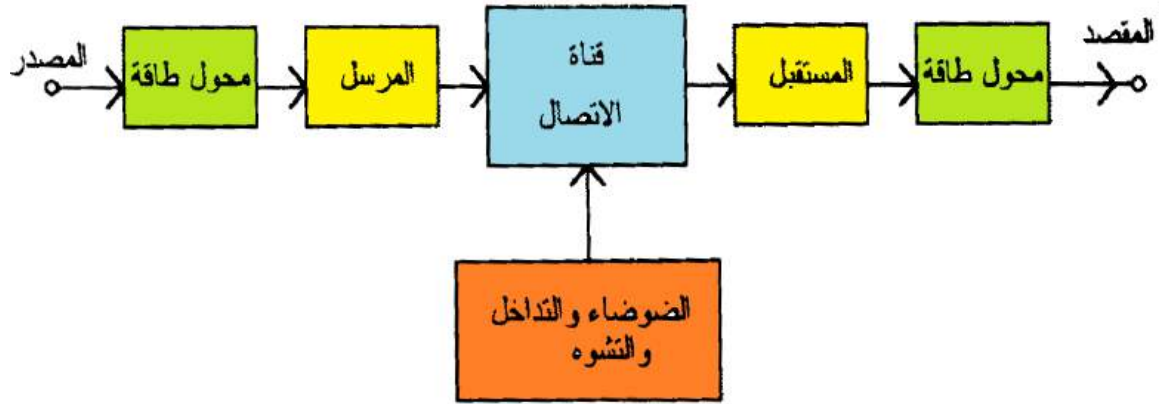 المصدر
محول طاقة
المرسل
قناة
الاتصال
المستقبل
محول طاقة
المقصد
الضوضاء والتداخل
والتشوه